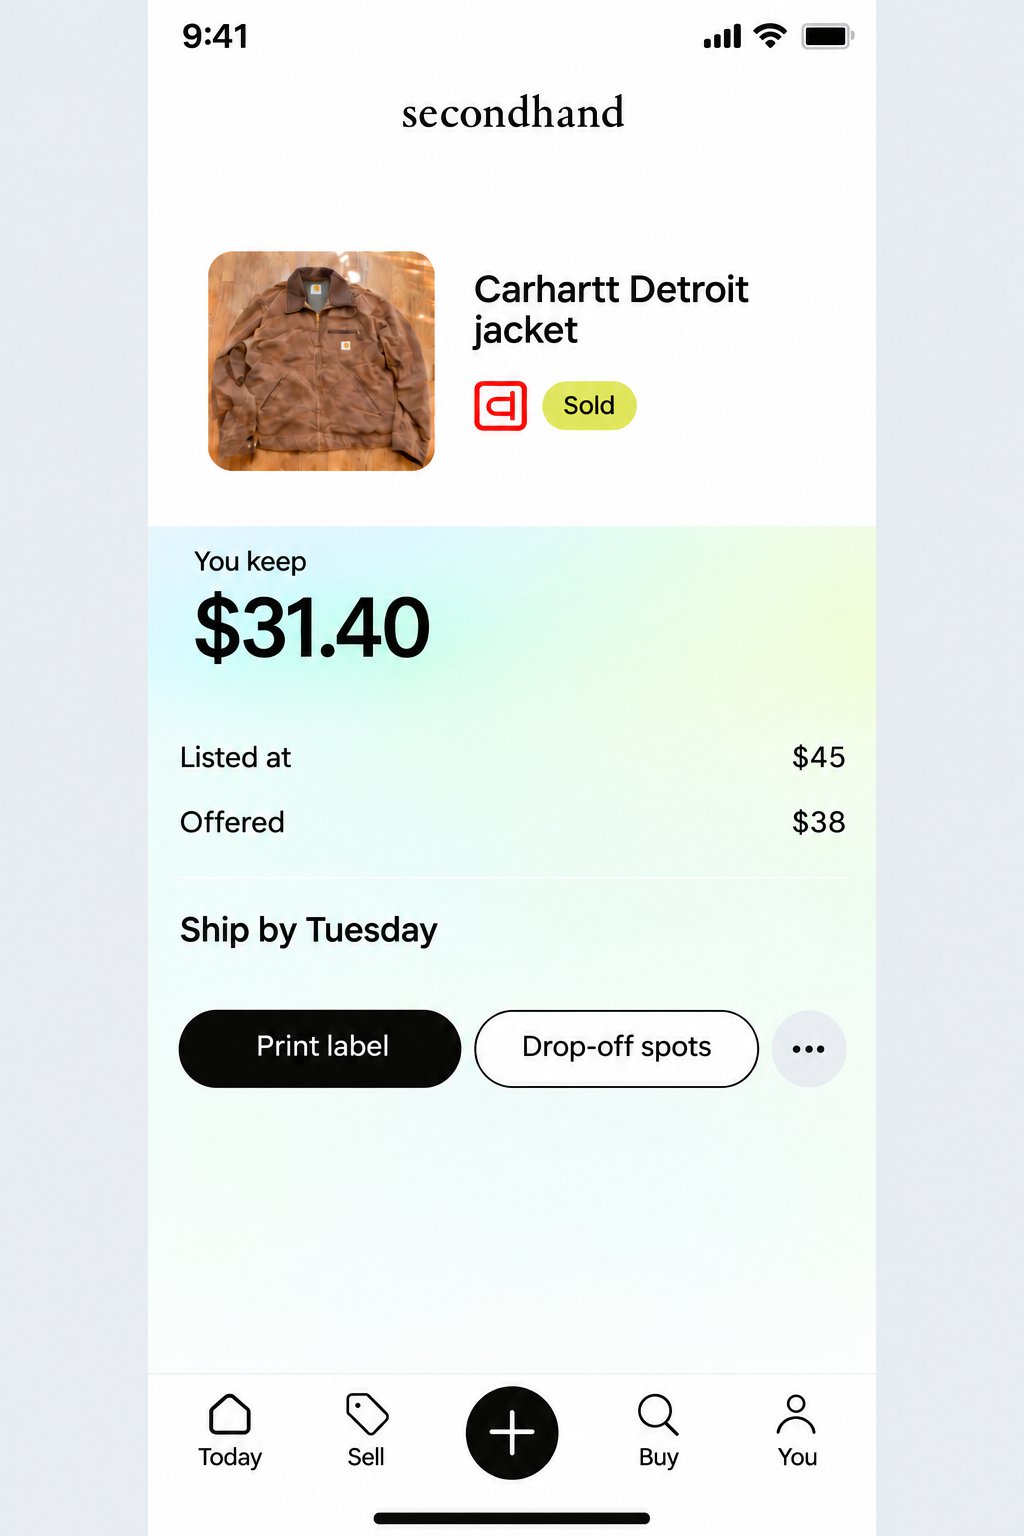 9:41
secondhand
Carhartt Detroit
jacket
Sold
You keep
$31.40
Listed at $45
Offered $38
Ship by Tuesday
Print label
Drop-off spots
Today
Sell
Buy
You